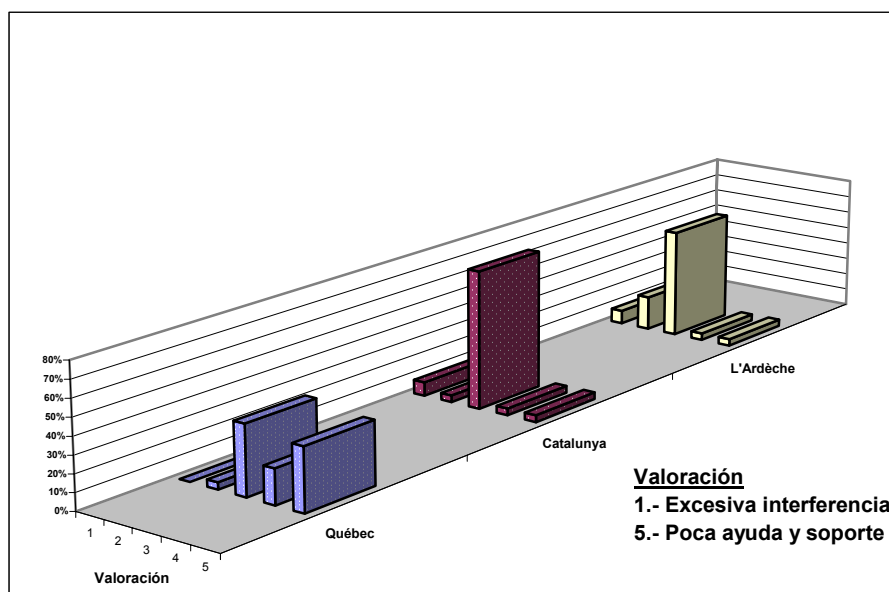 80%
70%
60%
50%
40%
30%
20%
10%
0%
1
2
3
4
5
Valoración
Québec
Catalunya
L'Ardèche
Valoración
1.- Excesiva interferencia
5.- Poca ayuda y soporte